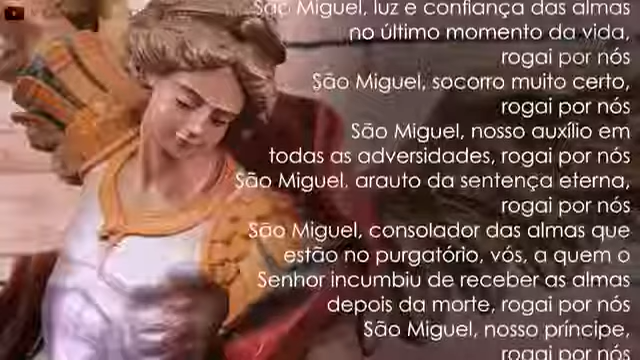 São Miguel, luz e confiança das almas
no último momento da vida,
rogai por nós
São Miguel, socorro muito certo,
rogai por nós
São Miguel, nosso auxílio em
todas as adversidades, rogai por nós
São Miguel, arauto da sentença eterna,
rogai por nós
São Miguel, consolador das almas que
estão no purgatório, vós, a quem o
Senhor incumbiu de receber as almas
depois da morte, rogai por nós
São Miguel, nosso príncipe,
rogai por nós